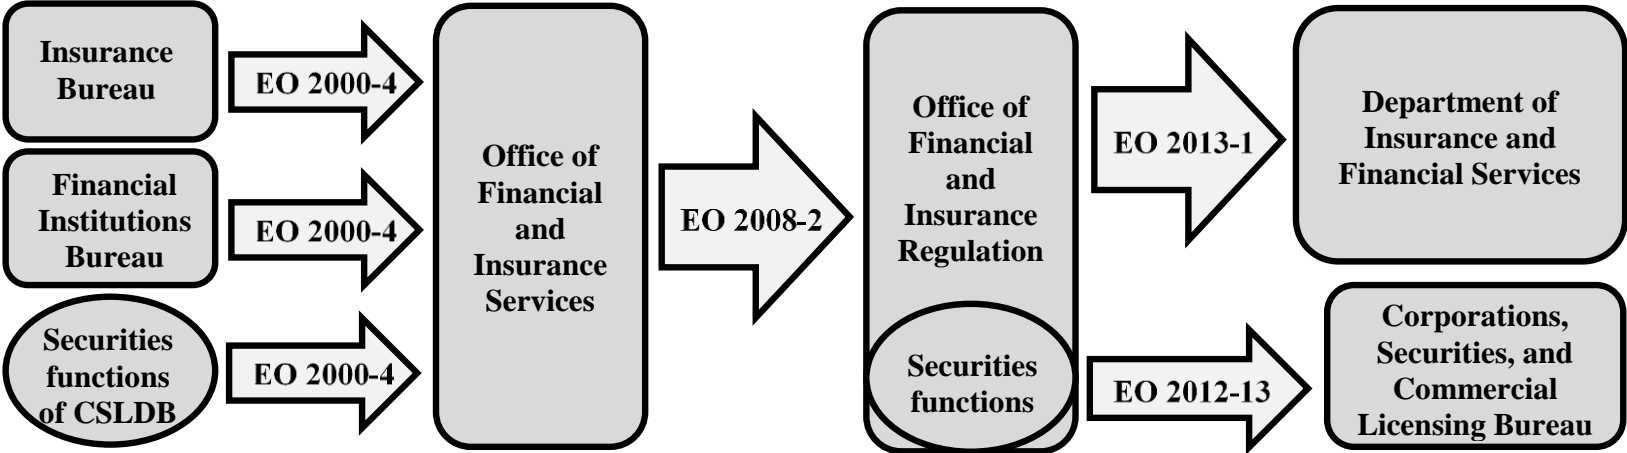 Insurance
Bureau
EO 2000-4
Financial
Institutions
Bureau
EO 2000-4
Securities
functions
of CSLDB
EO 2000-4
Office of
Financial
and
Insurance
Services
EO 2008-2
Office of
Financial
and
Insurance
Regulation
Securities
functions
EO 2013-1
Department of
Insurance and
Financial Services
EO 2012-13
Corporations,
Securities, and
Commercial
Licensing Bureau